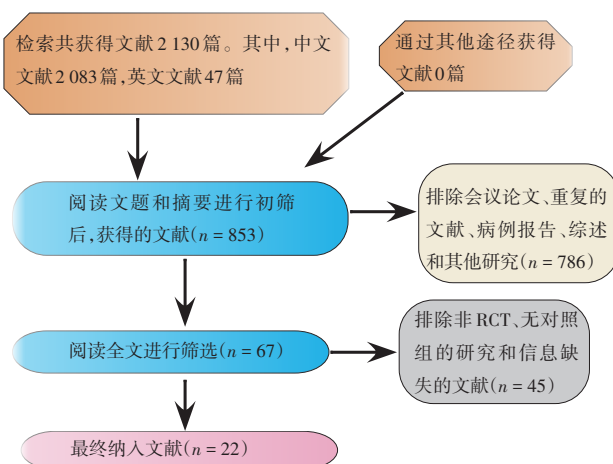 检索共获得文献2 130篇。其中,中文
文献2 083篇,英文文献47篇
通过其他途径获得
文献0篇
阅读文题和摘要进行初筛
后,获得的文献(n = 853)
排除会议论文、重复的
文献、病例报告、综述
和其他研究(n = 786)
阅读全文进行筛选(n = 67)
排除非RCT、无对照
组的研究和信息缺
失的文献(n = 45)
最终纳入文献(n = 22)